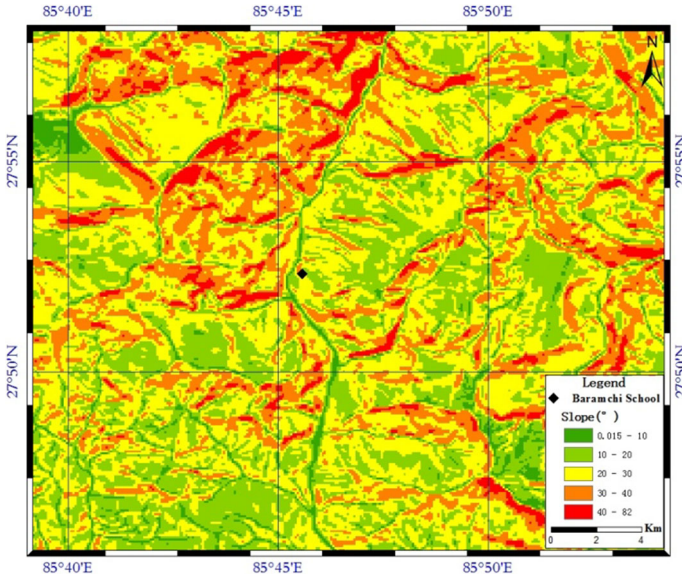 85°40'E 85°45'E 85°50'E
N
27°55'N 27°55'N
27°50'N 27°50'N
Legend
Baramchi School
Slope(°)
0.015 - 10
10 - 20
20 - 30
30 - 40
40 - 82
Km
0 2 4
85°40'E 85°45'E 85°50'E